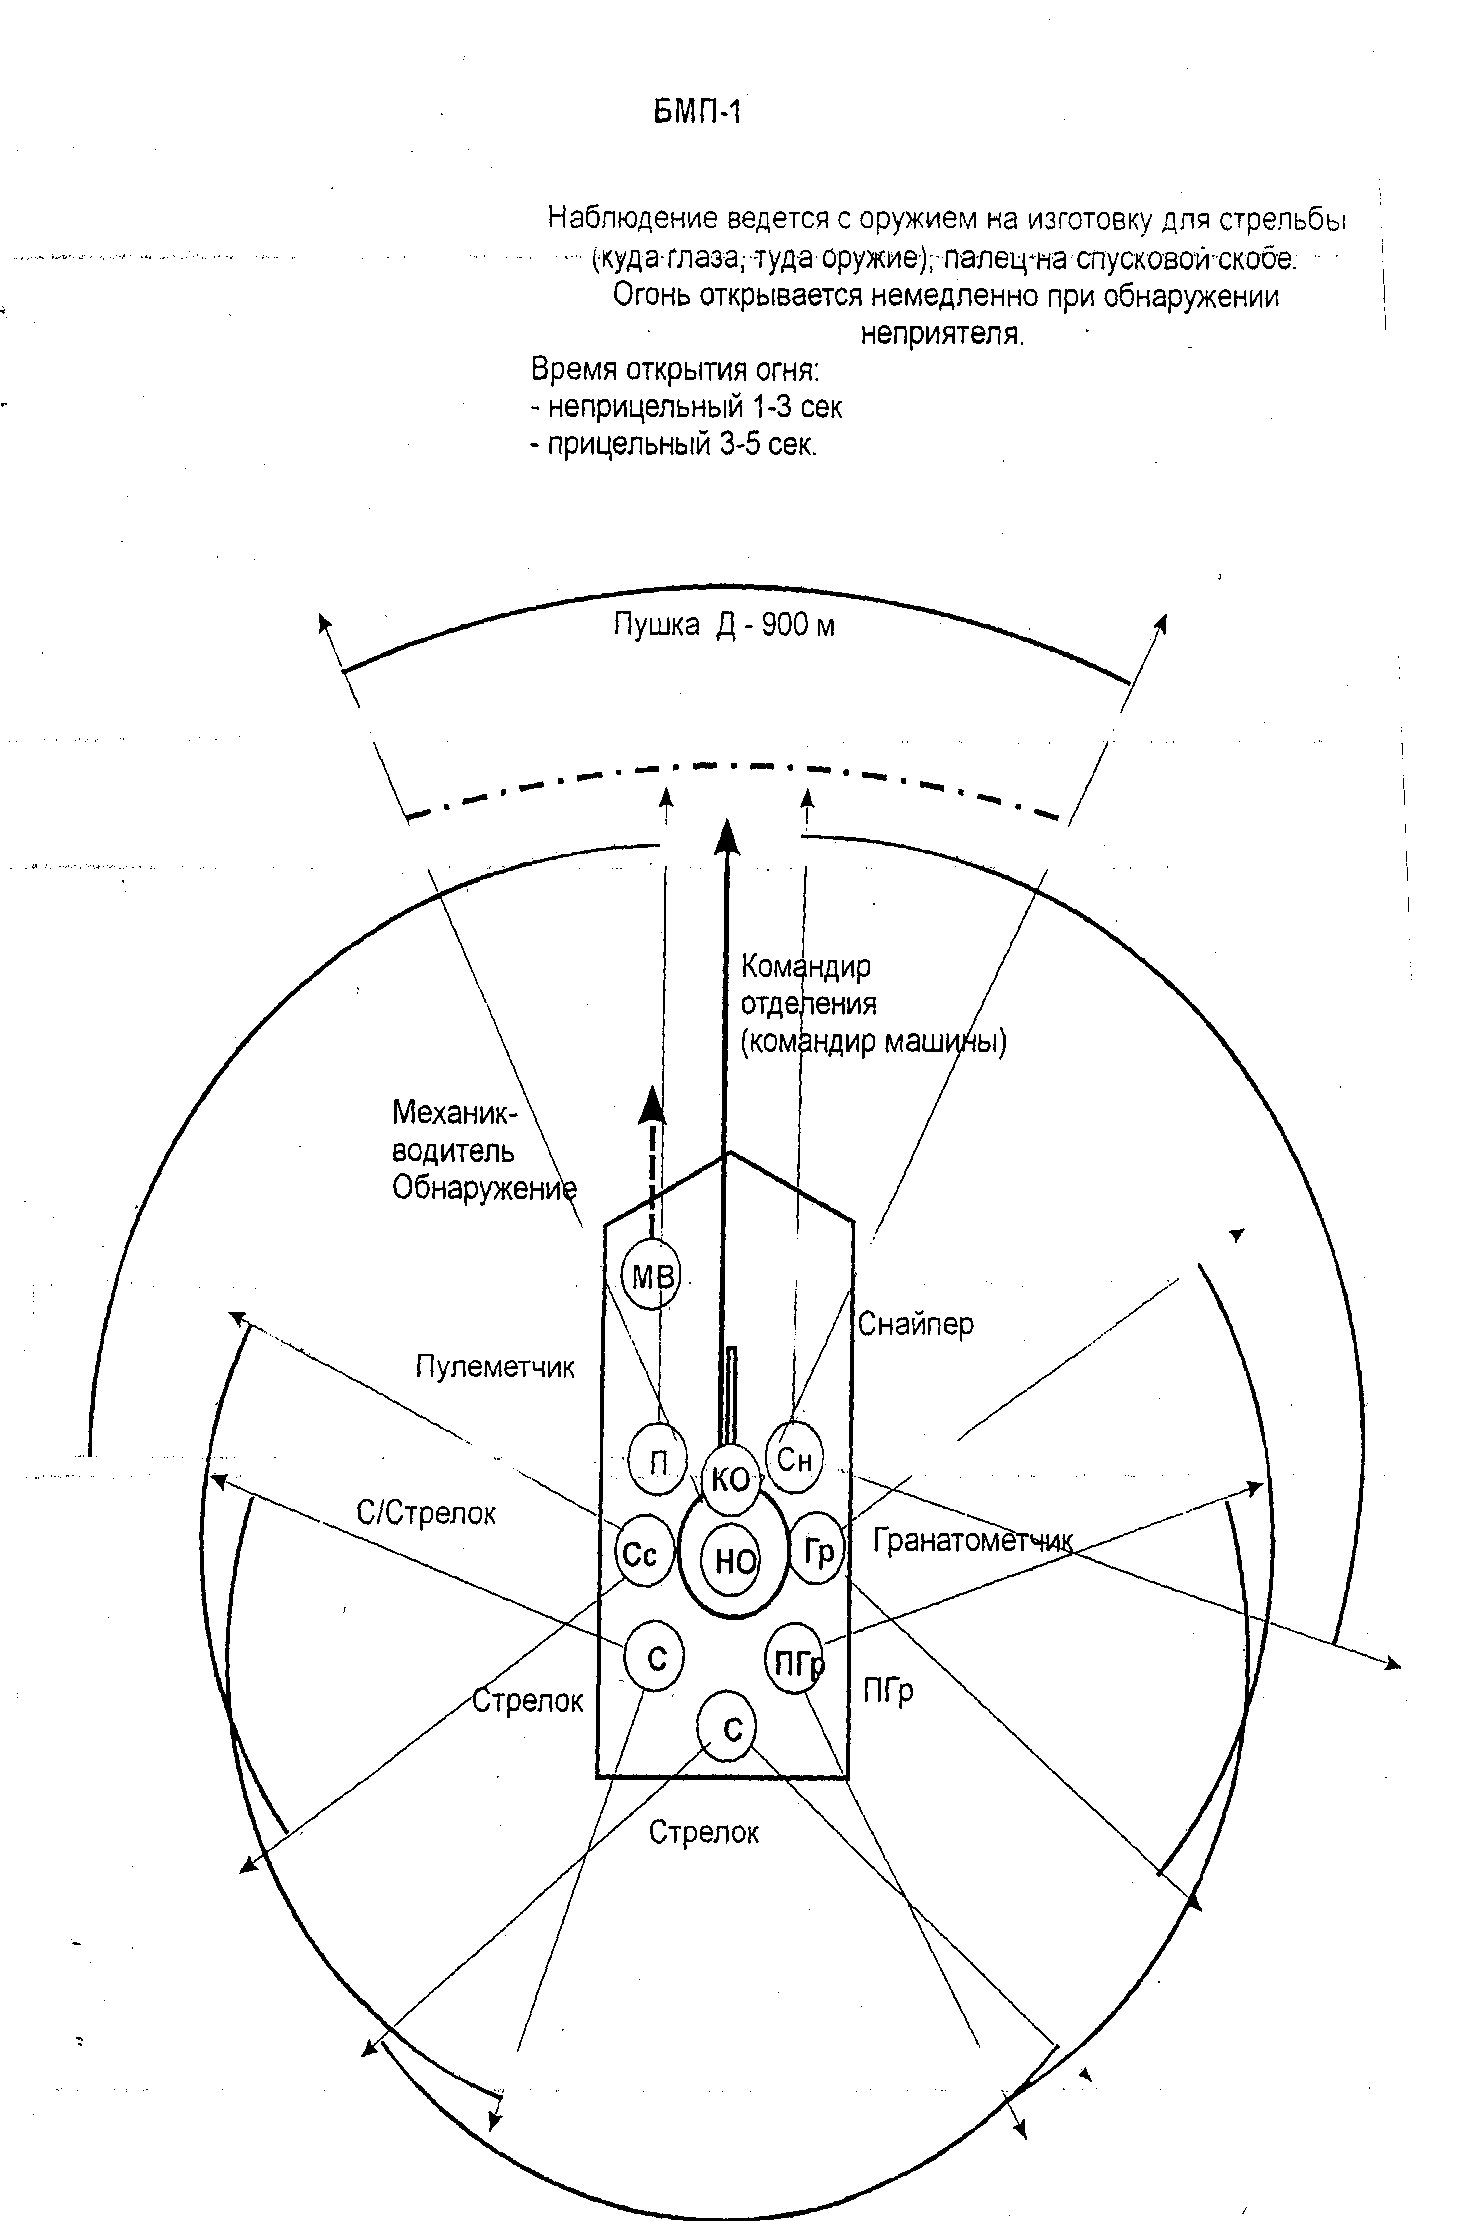 БМП-1
Наблюдение ведется с оружием на изготовку для стрельбы
(куда глаза, туда оружие), палец на спусковой скобе.
Огонь открывается немедленно при обнаружении
неприятеля.
Время открытия огня:
- неприцельный 1-3 сек
- прицельный 3-5 сек.
Пушка Д - 900 м
Командир
отделения
(командир машины)
Механик-
водитель
Обнаружение
МВ
Снайпер
Пулеметчик
П
КО
Сн
С/Стрелок
Гранатометчик
Сс
НО
Гр
С
ПГр
Стрелок
ПГр
С
Стрелок